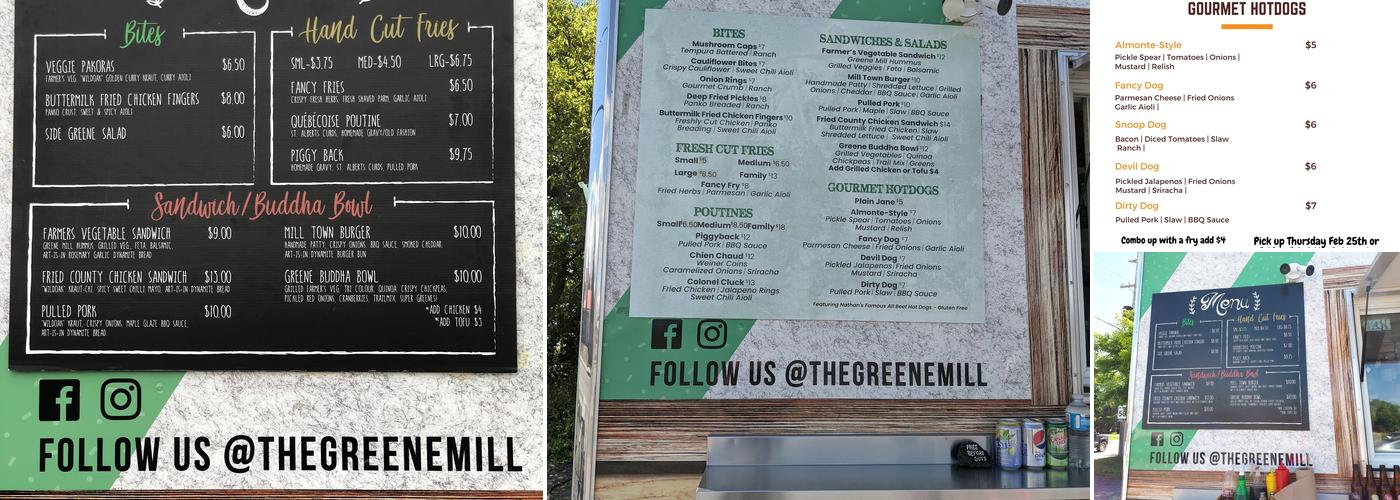 Bites
VEGGIE PAKORAS $6.50
FARMER'S VEG, 'WILDOAK' GOLDEN CURRY KRAUT, CURRY AIOLI
BUTTERMILK FRIED CHICKEN FINGERS $8.00
PANKO CRUST, SWEET & SPICY AIOLI
SIDE GREENE SALAD $6.00
Hand Cut Fries
SML-$3.75 MED-$4.50 LRG-$6.75
FANCY FRIES $6.50
CRISPY FRESH HERBS, FRESH SHAVED PARM, GARLIC AIOLI
QUÉBÉCOISE POUTINE $7.00
ST. ALBERTS CURDS, HOMEMADE GRAVY/OLD FASHION
PIGGY BACK $9.75
HOMEMADE GRAVY, ST. ALBERTS CURDS, PULLED PORK
Sandwich/Buddha Bowl
FARMERS VEGETABLE SANDWICH $9.00
GREENE MILL HUMMUS, GRILLED VEG, FETA, BALSAMIC,
ART-IS-IN ROSEMARY GARLIC DYNAMITE BREAD
FRIED COUNTY CHICKEN SANDWICH $13.00
'WILDOAK' KRAUT-CHI, SPICY SWEET CHILLI MAYO, ART-IS-IN DYNAMITE BREAD
PULLED PORK $10.00
'WILDOAK' KRAUT, CRISPY ONIONS, MAPLE GLAZE BBQ SAUCE,
ART-IS-IN DYNAMITE BREAD
MILL TOWN BURGER $10.00
HANDMADE PATTY, CRISPY ONIONS, BBQ SAUCE, SMOKED CHEDDAR,
ART-IS-IN DYNAMITE BURGER BUN
GREENE BUDDHA BOWL $10.00
GRILLED FARMER'S VEG, TRI COLOUR QUINOA, CRISPY CHICKPEAS,
PICKLED RED ONIONS, CRANBERRIES, TRAILMIX, SUPER GREENS!
*ADD CHICKEN $4
*ADD TOFU $3
FOLLOW US @THEGREENEMILL
BITES
Mushroom Caps $7
Tempura Battered | Ranch
Cauliflower Bites $7
Crispy Cauliflower | Sweet Chili Aioli
Onion Rings $7
Gourmet Crumb | Ranch
Deep Fried Pickles $8
Panko Breaded | Ranch
Buttermilk Fried Chicken Fingers $10
Freshly Cut Chicken | Panko
Breading | Sweet Chili Aioli
FRESH CUT FRIES
Small $5 Medium $6.50
Large $8.50 Family $13
Fancy Fry $8
Fried Herbs | Parmesan | Garlic Aioli
POUTINES
Small $6.50 Medium $8.50 Family $18
Piggyback $12
Pulled Pork | BBQ Sauce
Chien Chaud $12
Weiner Coins
Caramelized Onions | Sriracha
Colonel Cluck $13
Fried Chicken | Jalapeno Rings
Sweet Chili Aioli
SANDWICHES & SALADS
Farmer's Vegetable Sandwich $12
Greene Mill Hummus
Grilled Veggies | Feta | Balsamic
Mill Town Burger $10
Handmade Patty | Shredded Lettuce | Grilled
Onions | Cheddar | BBQ Sauce | Garlic Aioli
Pulled Pork $10
Pulled Pork | Maple | Slaw | BBQ Sauce
Fried County Chicken Sandwich $14
Buttermilk Fried Chicken | Slaw
Shredded Lettuce | Sweet Chili Aioli
Greene Buddha Bowl $12
Grilled Vegetables | Quinoa
Chickpeas | Trail Mix | Greens
Add Grilled Chicken or Tofu $4
GOURMET HOTDOGS
Plain Jane $5
Almonte-Style $7
Pickle Spear | Tomatoes | Onions
Mustard | Relish
Fancy Dog $7
Parmesan Cheese | Fried Onions | Garlic Aioli
Devil Dog $7
Pickled Jalapenos | Fried Onions
Mustard | Sriracha
Dirty Dog $7
Pulled Pork | Slaw | BBQ Sauce
Featuring Nathan's Famous All Beef Hot Dogs - Gluten Free
FOLLOW US @THEGREENEMILL
FRIES
BEFORE
GUYS
GOURMET HOTDOGS
Almonte-Style $5
Pickle Spear | Tomatoes | Onions |
Mustard | Relish
Fancy Dog $6
Parmesan Cheese | Fried Onions
Garlic Aioli |
Snoop Dog $6
Bacon | Diced Tomatoes | Slaw
Ranch |
Devil Dog $6
Pickled Jalapenos | Fried Onions
Mustard | Sriracha |
Dirty Dog $7
Pulled Pork | Slaw | BBQ Sauce
Combo up with a fry add $4
Pick up Thursday Feb 25th or
Menu
Bites
Hand Cut Fries
Sandwich/Buddha Bowl
FOLLOW US @THEGREENEMILL